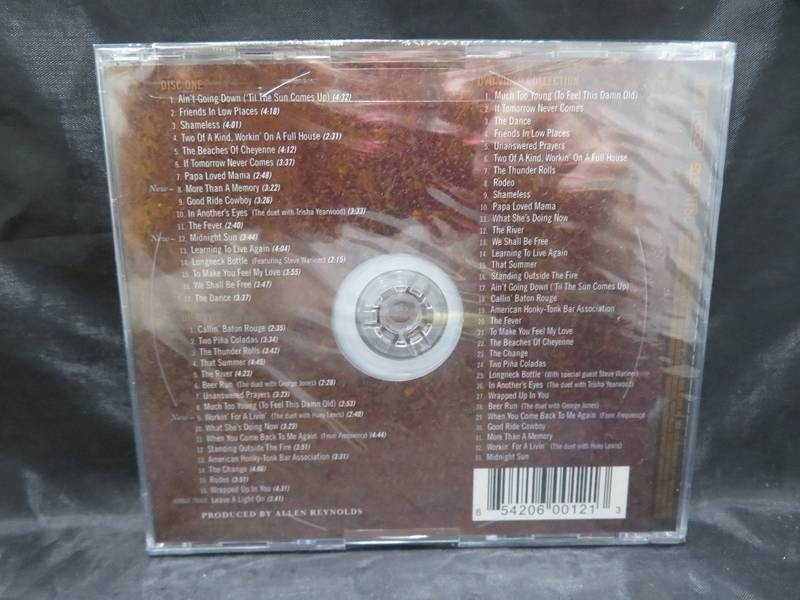 DISC ONE
1. Ain't Going Down ('Til The Sun Comes Up) (4:32)
2. Friends In Low Places (4:18)
3. Shameless (4:01)
4. Two Of A Kind, Workin' On A Full House (2:31)
5. The Beaches Of Cheyenne (4:12)
6. If Tomorrow Never Comes (3:37)
7. Papa Loved Mama (2:48)
New – 8. More Than A Memory (3:22)
9. Good Ride Cowboy (3:26)
10. In Another's Eyes (The duet with Trisha Yearwood) (3:33)
11. The Fever (2:40)
New – 12. Midnight Sun (3:44)
13. Learning To Live Again (4:04)
14. Longneck Bottle (Featuring Steve Wariner) (2:15)
15. To Make You Feel My Love (3:55)
16. We Shall Be Free (3:47)
17. The Dance (3:37)
1. Callin' Baton Rouge (2:35)
2. Two Piña Coladas (3:34)
3. The Thunder Rolls (3:42)
4. That Summer (4:45)
5. The River (4:23)
6. Beer Run (The duet with George Jones) (2:28)
7. Unanswered Prayers (3:23)
8. Much Too Young (To Feel This Damn Old) (2:53)
New – 9. Workin' For A Livin' (The duet with Huey Lewis) (2:40)
10. What She's Doing Now (3:23)
11. When You Come Back To Me Again (From Frequency) (4:44)
12. Standing Outside The Fire (3:51)
13. American Honky-Tonk Bar Association (3:31)
14. The Change (4:06)
15. Rodeo (3:51)
16. Wrapped Up In You (4:31)
BONUS TRACK: Leave A Light On (3:41)
PRODUCED BY ALLEN REYNOLDS
DVD VIDEO COLLECTION
1. Much Too Young (To Feel This Damn Old)
2. If Tomorrow Never Comes
3. The Dance
4. Friends In Low Places
5. Unanswered Prayers
6. Two Of A Kind, Workin' On A Full House
7. The Thunder Rolls
8. Rodeo
9. Shameless
10. Papa Loved Mama
11. What She's Doing Now
12. The River
13. We Shall Be Free
14. Learning To Live Again
15. That Summer
16. Standing Outside The Fire
17. Ain't Going Down ('Til The Sun Comes Up)
18. Callin' Baton Rouge
19. American Honky-Tonk Bar Association
20. The Fever
21. To Make You Feel My Love
22. The Beaches Of Cheyenne
23. The Change
24. Two Piña Coladas
25. Longneck Bottle (With special guest Steve Wariner)
26. In Another's Eyes (The duet with Trisha Yearwood)
27. Wrapped Up In You
28. Beer Run (The duet with George Jones)
29. When You Come Back To Me Again (From Frequency)
30. Good Ride Cowboy
31. More Than A Memory
32. Workin' For A Livin' (The duet with Huey Lewis)
33. Midnight Sun
8 54206 00121 3